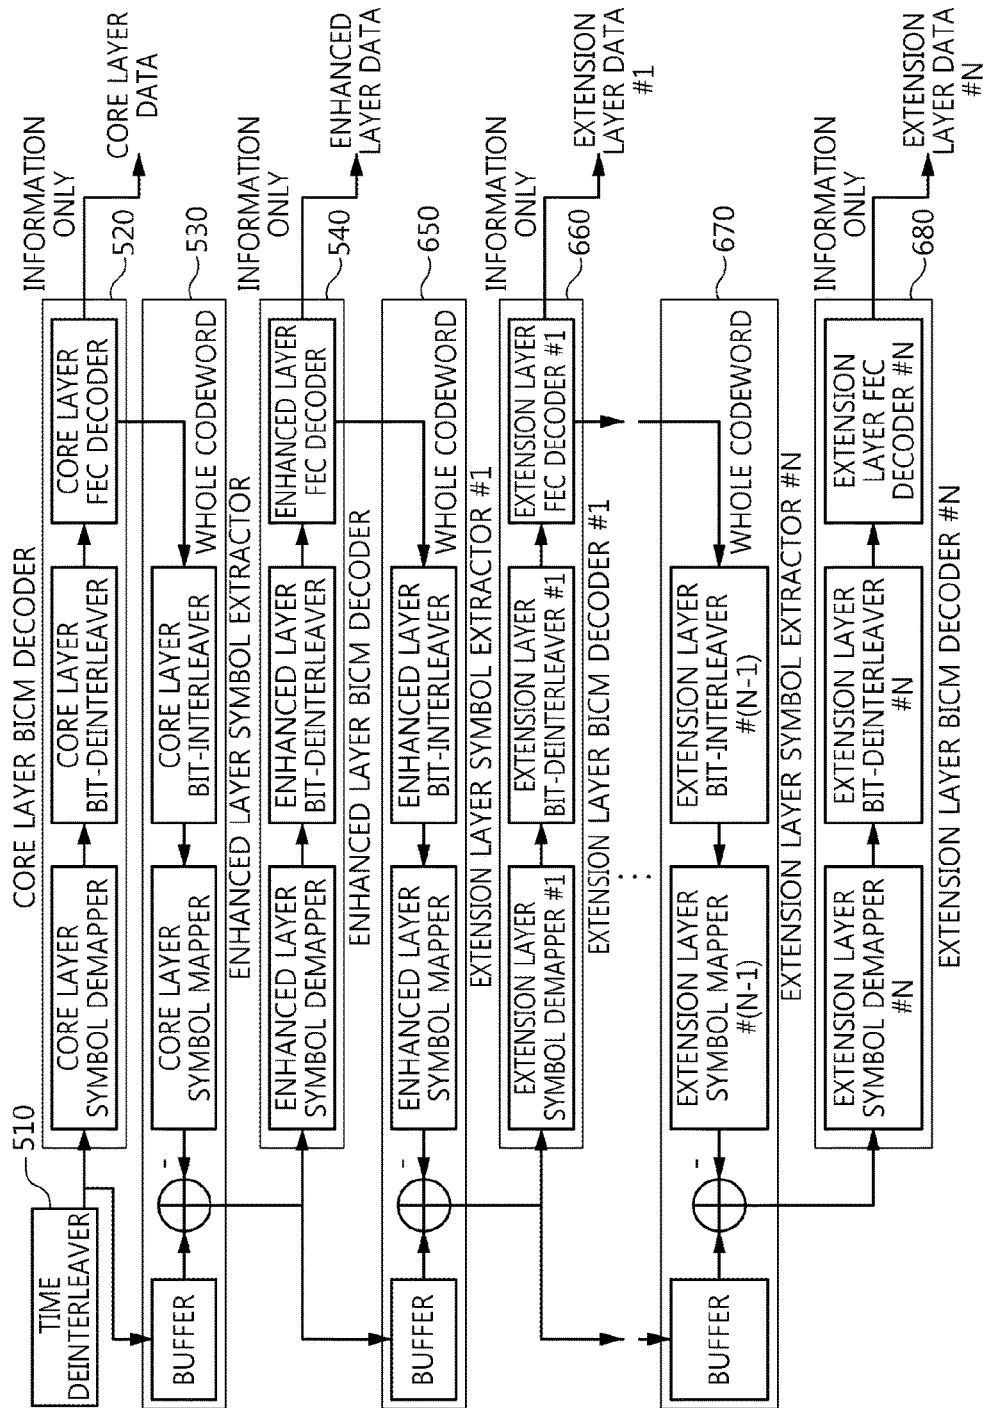 TIME
DEINTERLEAVER
510
CORE LAYER BICM DECODER
CORE LAYER
SYMBOL DEMAPPER
CORE LAYER
BIT-DEINTERLEAVER
CORE LAYER
FEC DECODER
INFORMATION
ONLY
520
CORE LAYER
DATA
BUFFER
-
CORE LAYER
SYMBOL MAPPER
CORE LAYER
BIT-INTERLEAVER
WHOLE CODEWORD
530
ENHANCED LAYER SYMBOL EXTRACTOR
ENHANCED LAYER
SYMBOL DEMAPPER
ENHANCED LAYER
BIT-DEINTERLEAVER
ENHANCED LAYER
FEC DECODER
INFORMATION
ONLY
540
ENHANCED
LAYER DATA
ENHANCED LAYER BICM DECODER
BUFFER
-
ENHANCED LAYER
SYMBOL MAPPER
ENHANCED LAYER
BIT-INTERLEAVER
WHOLE CODEWORD
650
EXTENSION LAYER SYMBOL EXTRACTOR #1
EXTENSION LAYER
SYMBOL DEMAPPER #1
EXTENSION LAYER
BIT-DEINTERLEAVER #1
EXTENSION LAYER
FEC DECODER #1
INFORMATION
ONLY
660
EXTENSION
LAYER DATA
#1
EXTENSION LAYER BICM DECODER #1
...
BUFFER
-
EXTENSION LAYER
SYMBOL MAPPER
#(N-1)
EXTENSION LAYER
BIT-INTERLEAVER
#(N-1)
WHOLE CODEWORD
670
EXTENSION LAYER SYMBOL EXTRACTOR #N
EXTENSION LAYER
SYMBOL DEMAPPER
#N
EXTENSION LAYER
BIT-DEINTERLEAVER
#N
EXTENSION
LAYER FEC
DECODER #N
INFORMATION
ONLY
680
EXTENSION
LAYER DATA
#N
EXTENSION LAYER BICM DECODER #N